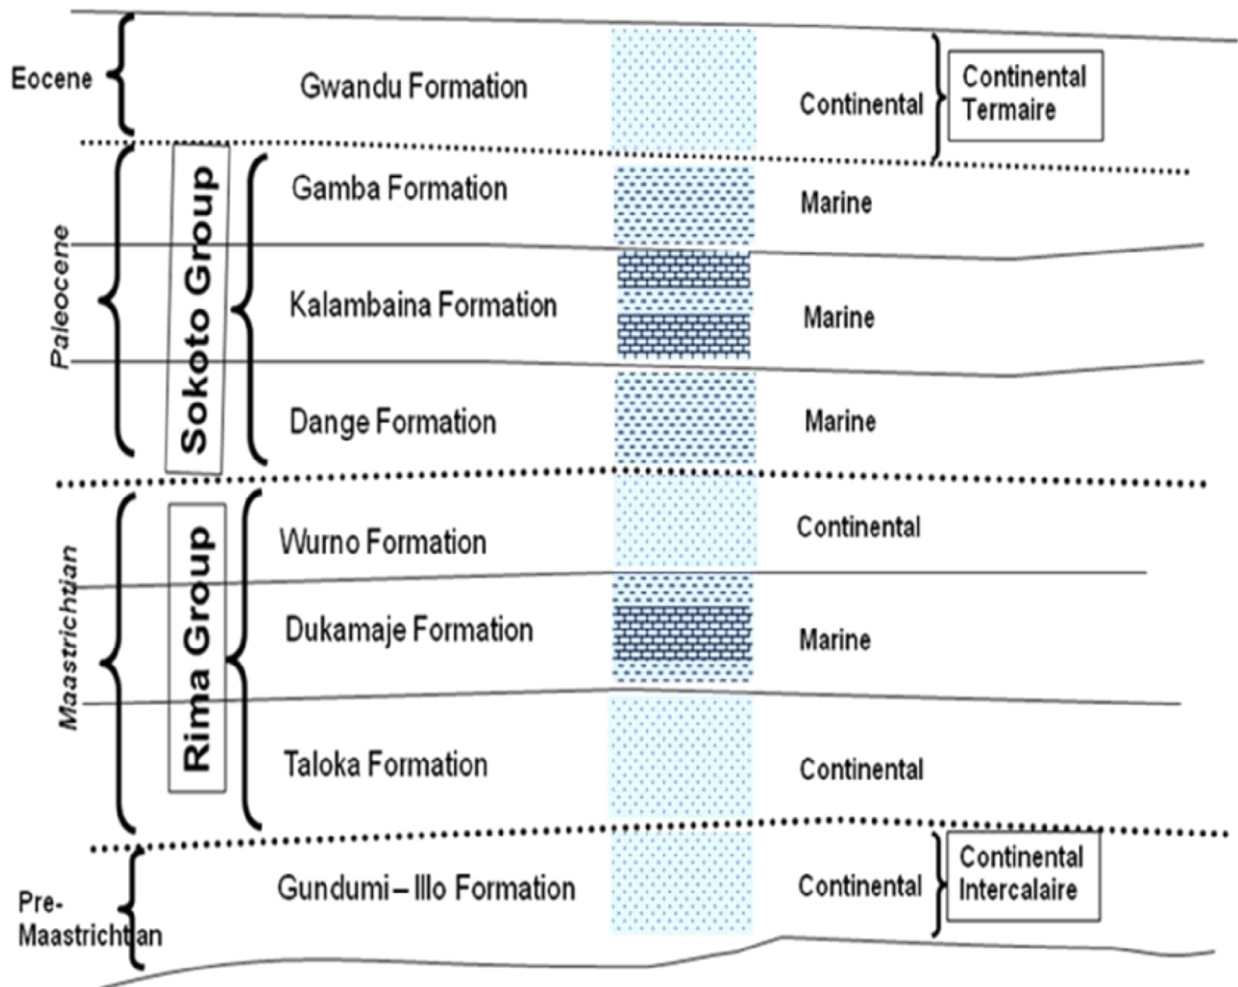 Eocene
Gwandu Formation
Continental
Continental
Termaire
Paleocene
Sokoto Group
Gamba Formation
Marine
Kalambaina Formation
Marine
Dange Formation
Marine
Maastrichtian
Rima Group
Wurno Formation
Continental
Dukamaje Formation
Marine
Taloka Formation
Continental
Pre-
Maastrichtian
Gundumi – Illo Formation
Continental
Continental
Intercalaire